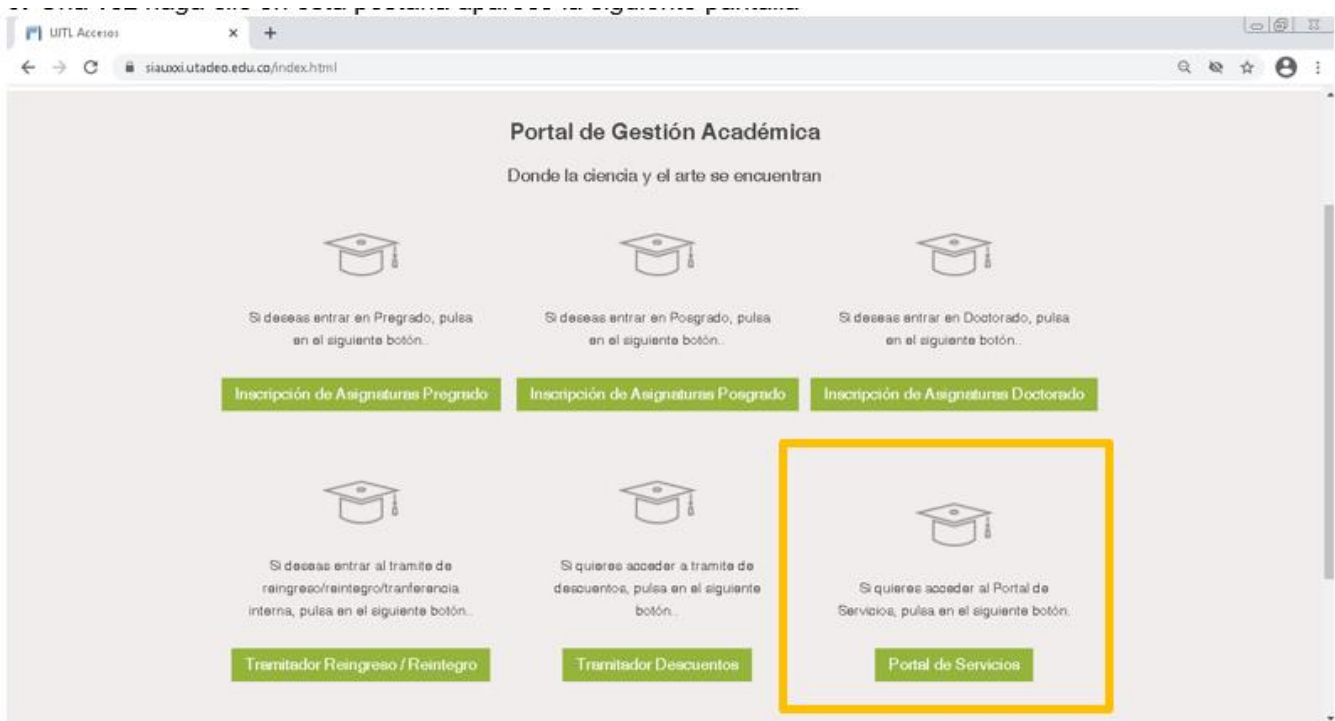 UITL Accesos
siauxxi.utadeo.edu.co/index.html
Portal de Gestión Académica
Donde la ciencia y el arte se encuentran
Si deseas entrar en Pregrado, pulsa
en el siguiente botón..
Inscripción de Asignaturas Pregrado
Si deseas entrar en Posgrado, pulsa
en el siguiente botón..
Inscripción de Asignaturas Posgrado
Si deseas entrar en Doctorado, pulsa
en el siguiente botón..
Inscripción de Asignaturas Doctorado
Si deseas entrar al tramite de
reingreso/reintegro/tranferencia
interna, pulsa en el siguiente botón..
Tramitador Reingreso / Reintegro
Si quieres acceder a tramite de
descuentos, pulsa en el siguiente
botón..
Tramitador Descuentos
Si quieres acceder al Portal de
Servicios, pulsa en el siguiente botón.
Portal de Servicios